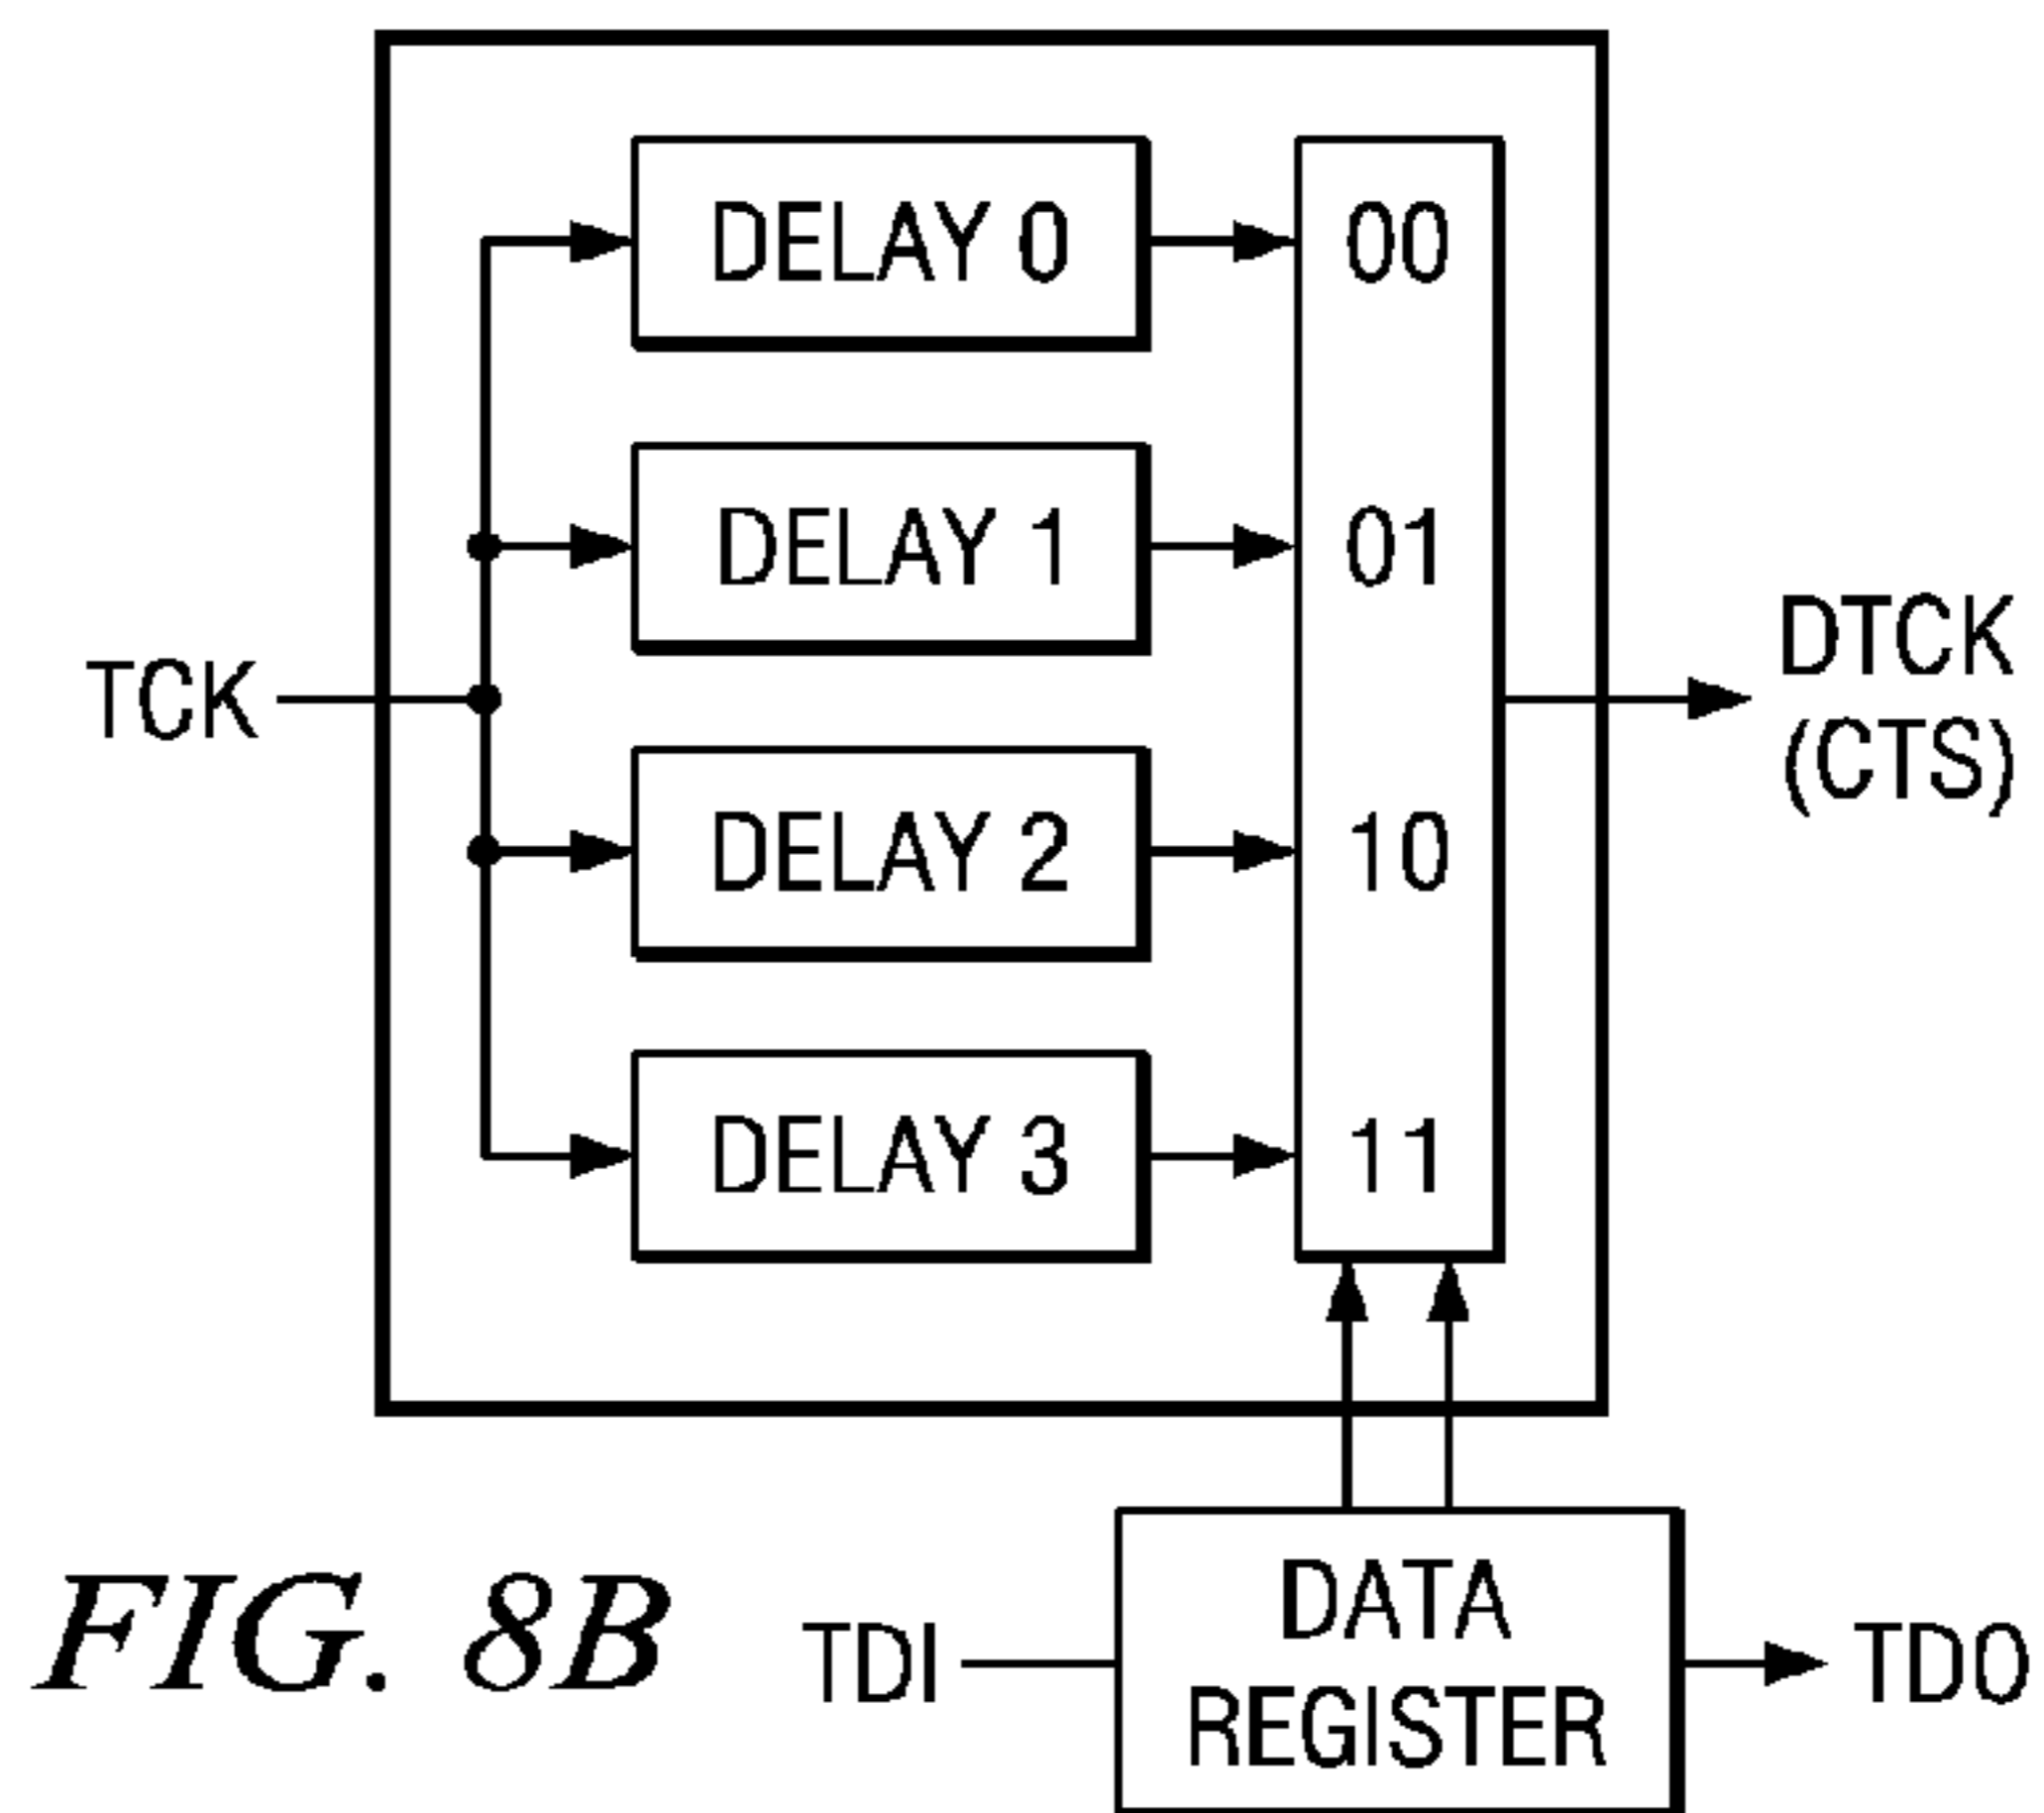 DELAY 0
00
DELAY 1
01
TCK
DTCK
(CTS)
DELAY 2
10
DELAY 3
11
DATA
REGISTER
TDI
TDO
FIG. 8B